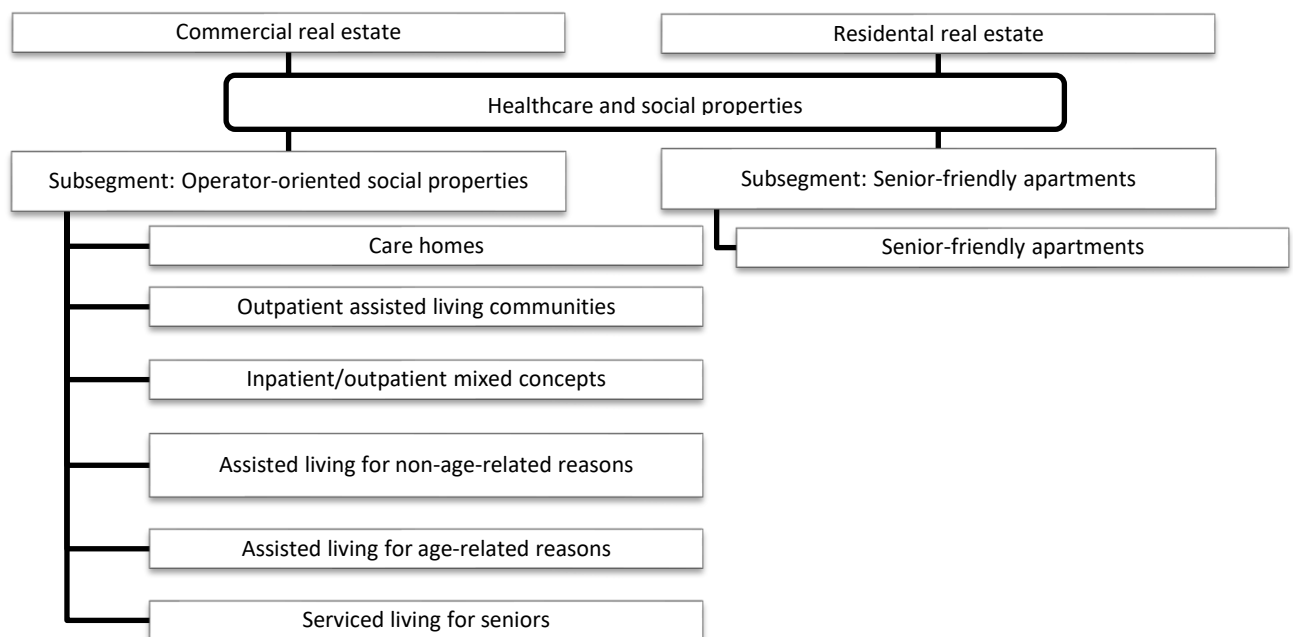 Commercial real estate
Residental real estate
Healthcare and social properties
Subsegment: Operator-oriented social properties
Subsegment: Senior-friendly apartments
Care homes
Senior-friendly apartments
Outpatient assisted living communities
Inpatient/outpatient mixed concepts
Assisted living for non-age-related reasons
Assisted living for age-related reasons
Serviced living for seniors